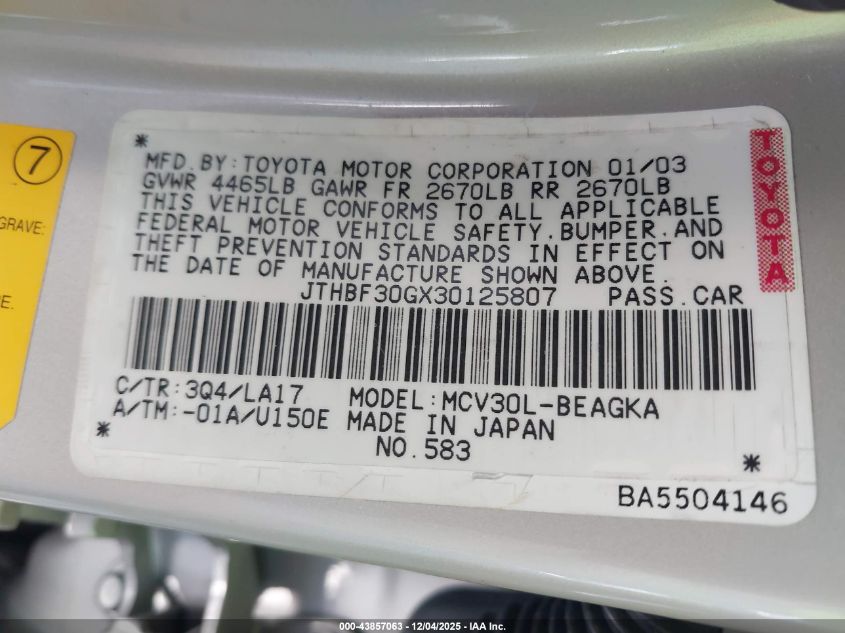 7
GRAVE:
E.
*
MFD.BY:TOYOTA MOTOR CORPORATION 01/03
GVWR 4465LB GAWR FR 2670LB RR 2670LB
THIS VEHICLE CONFORMS TO ALL APPLICABLE
FEDERAL MOTOR VEHICLE SAFETY.BUMPER.AND
THEFT PREVENTION STANDARDS IN EFFECT ON
THE DATE OF MANUFACTURE SHOWN ABOVE.
JTHBF30GX30125807 PASS.CAR
TOYOTA
C/TR:3Q4/LA17 MODEL:MCV30L-BEAGKA
A/TM:-01A/U150E MADE IN JAPAN
* NO.583 *
BA5504146
000-43857063 - 12/04/2025 - IAA Inc.